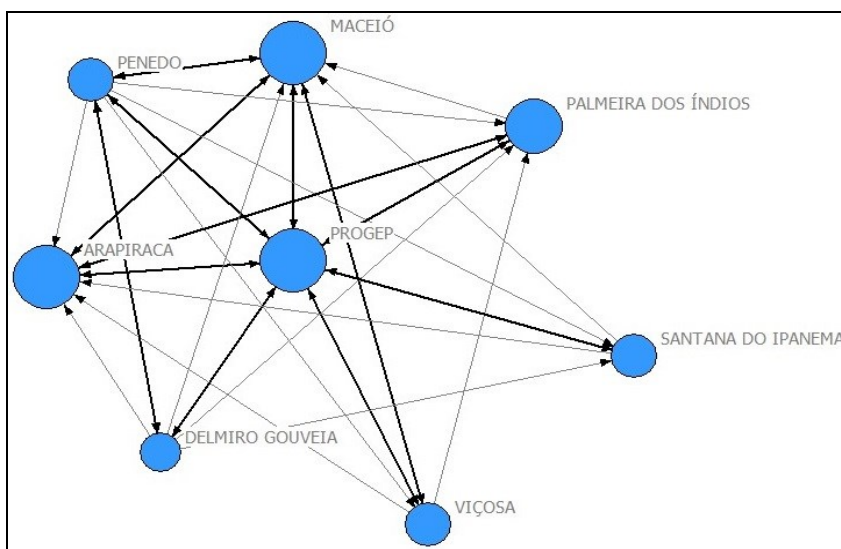 MACEIÓ
PENEDO
PALMEIRA DOS ÍNDIOS
ARAPIRACA
PROGEP
SANTANA DO IPANEMA
DELMIRO GOUVEIA
VIÇOSA